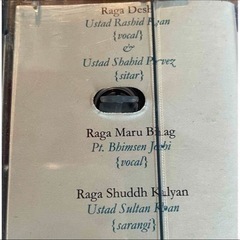 Raga Desh
Ustad Rashid Khan
{vocal}
&
Ustad Shahid Parvez
{sitar}
Raga Maru Bihag
Pt. Bhimsen Joshi
{vocal}
Raga Shuddh Kalyan
Ustad Sultan Khan
{sarangi}